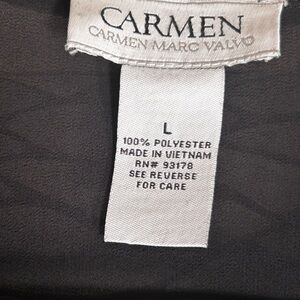 CARMEN
CARMEN MARC VALVO
L
100% POLYESTER
MADE IN VIETNAM
RN# 93178
SEE REVERSE
FOR CARE